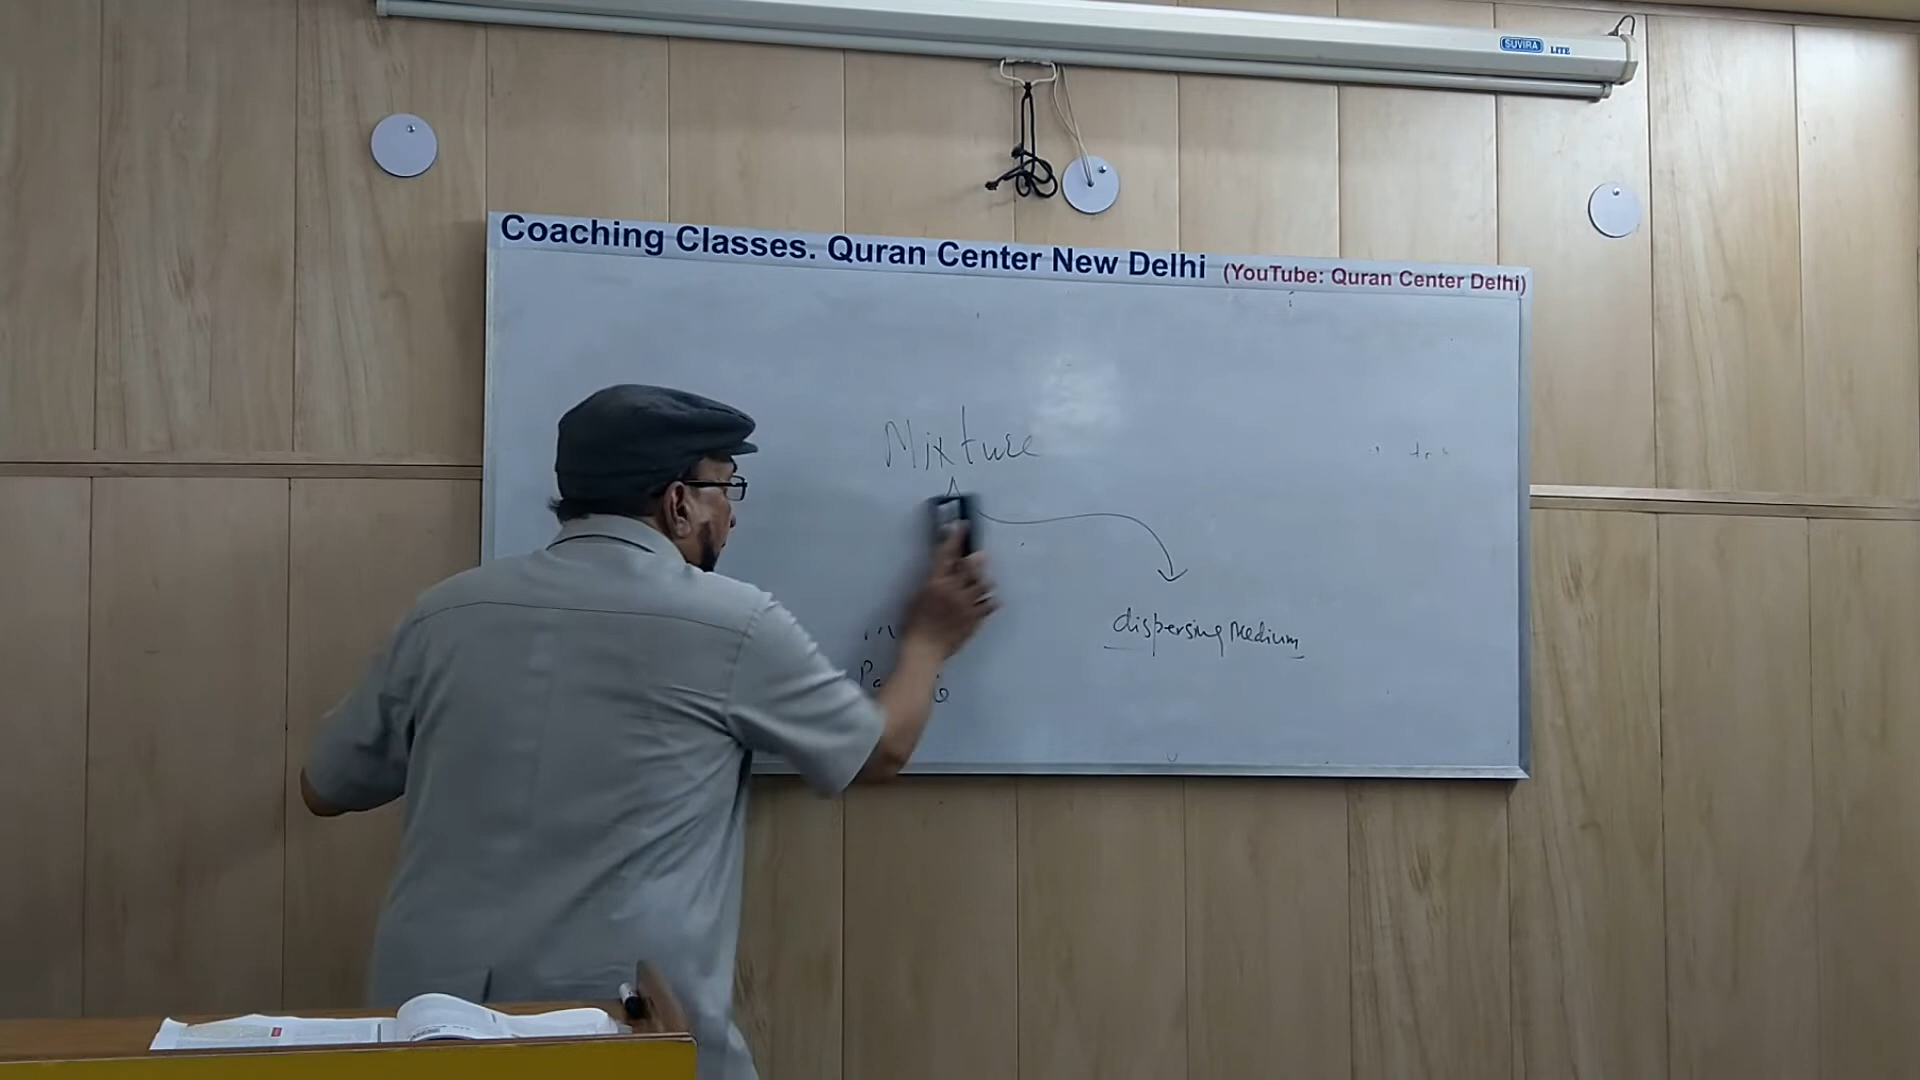 SUVIRA LITE
Coaching Classes. Quran Center New Delhi (YouTube: Quran Center Delhi)
Mixture
dispersing Medium